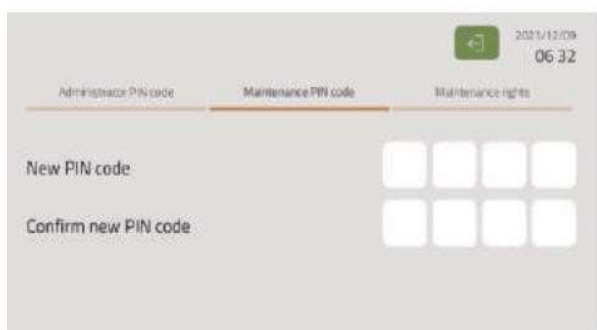 2021/12/09
06 32
Administrator PIN code Maintenance PIN code Maintenance rights
New PIN code
Confirm new PIN code